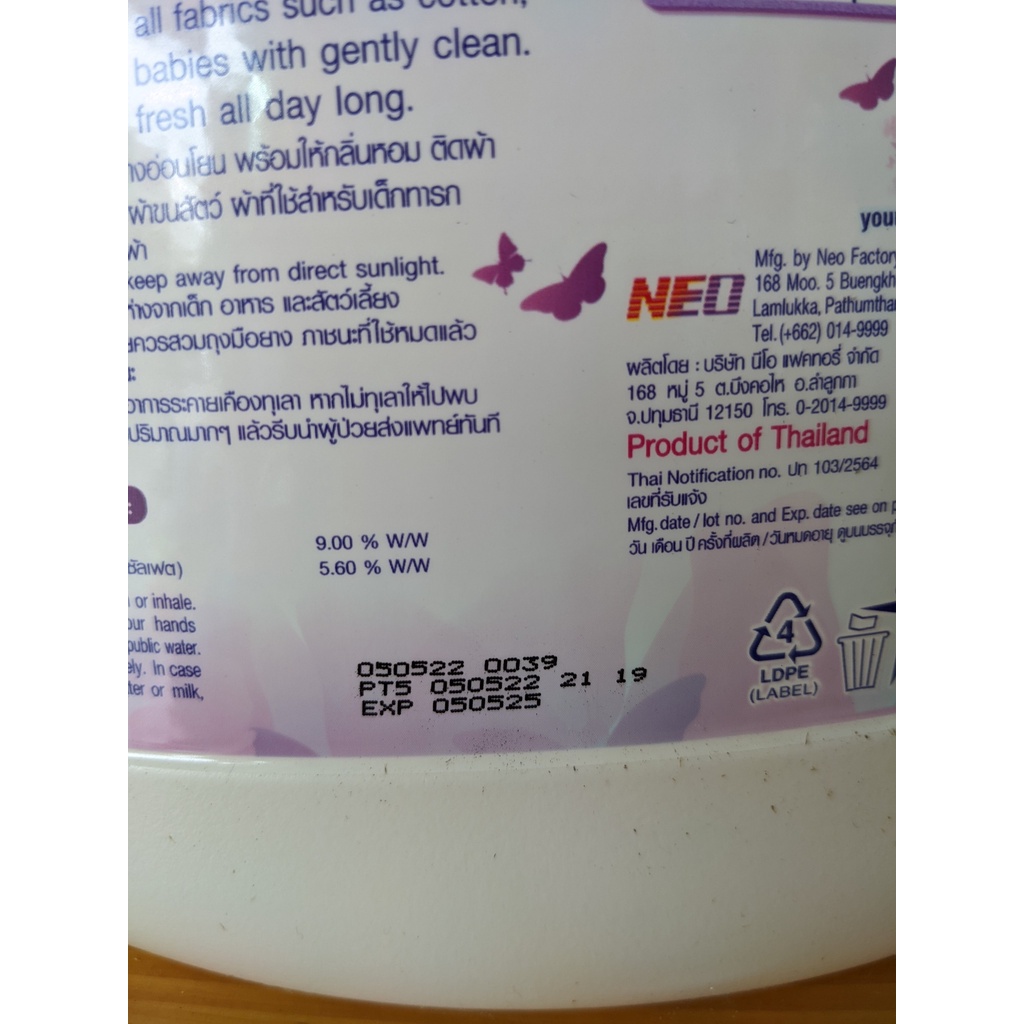 all fabrics such as cotton,
babies with gently clean.
fresh all day long.
างอ่อนโยน พร้อมให้กลิ่นหอม ติดผ้า
ผ้าขนสัตว์ ผ้าที่ใช้สำหรับเด็กทารก
ผ้า
keep away from direct sunlight.
ห่างจากเด็ก อาหาร และสัตว์เลี้ยง
ควรสวมถุงมือยาง ภาชนะที่ใช้หมดแล้ว
อาการระคายเคืองทุเลา หากไม่ทุเลาให้ไปพบ
ปริมาณมากๆ แล้วรีบนำผู้ป่วยส่งแพทย์ทันที
9.00 % W/W
ซัลเฟต) 5.60 % W/W
or inhale.
our hands
public water.
ely. In case
ter or milk,
050522 0039
PT5 050522 21 19
EXP 050525
your
NEO
Mfg. by Neo Factory
168 Moo. 5 Buengkh
Lamlukka, Pathumthan
Tel. (+662) 014-9999
ผลิตโดย : บริษัท นีโอ แฟคทอรี่ จำกัด
168 หมู่ 5 ต.บึงคอไห อ.ลำลูกกา
จ.ปทุมธานี 12150 โทร. 0-2014-9999
Product of Thailand
Thai Notification no. ปท 103/2564
เลขที่รับแจ้ง
Mfg. date / lot no. and Exp. date see on p
วัน เดือน ปี ครั้งที่ผลิต / วันหมดอายุ ดูบนบรรจุภ
4
LDPE
(LABEL)